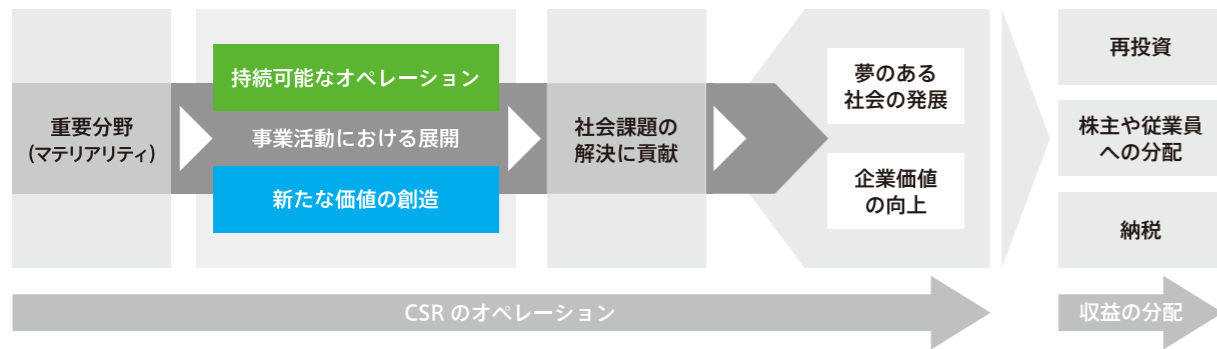 重要分野
(マテリアリティ)
持続可能なオペレーション
事業活動における展開
新たな価値の創造
社会課題の
解決に貢献
夢のある
社会の発展
企業価値
の向上
再投資
株主や従業員
への分配
納税
CSR のオペレーション
収益の分配